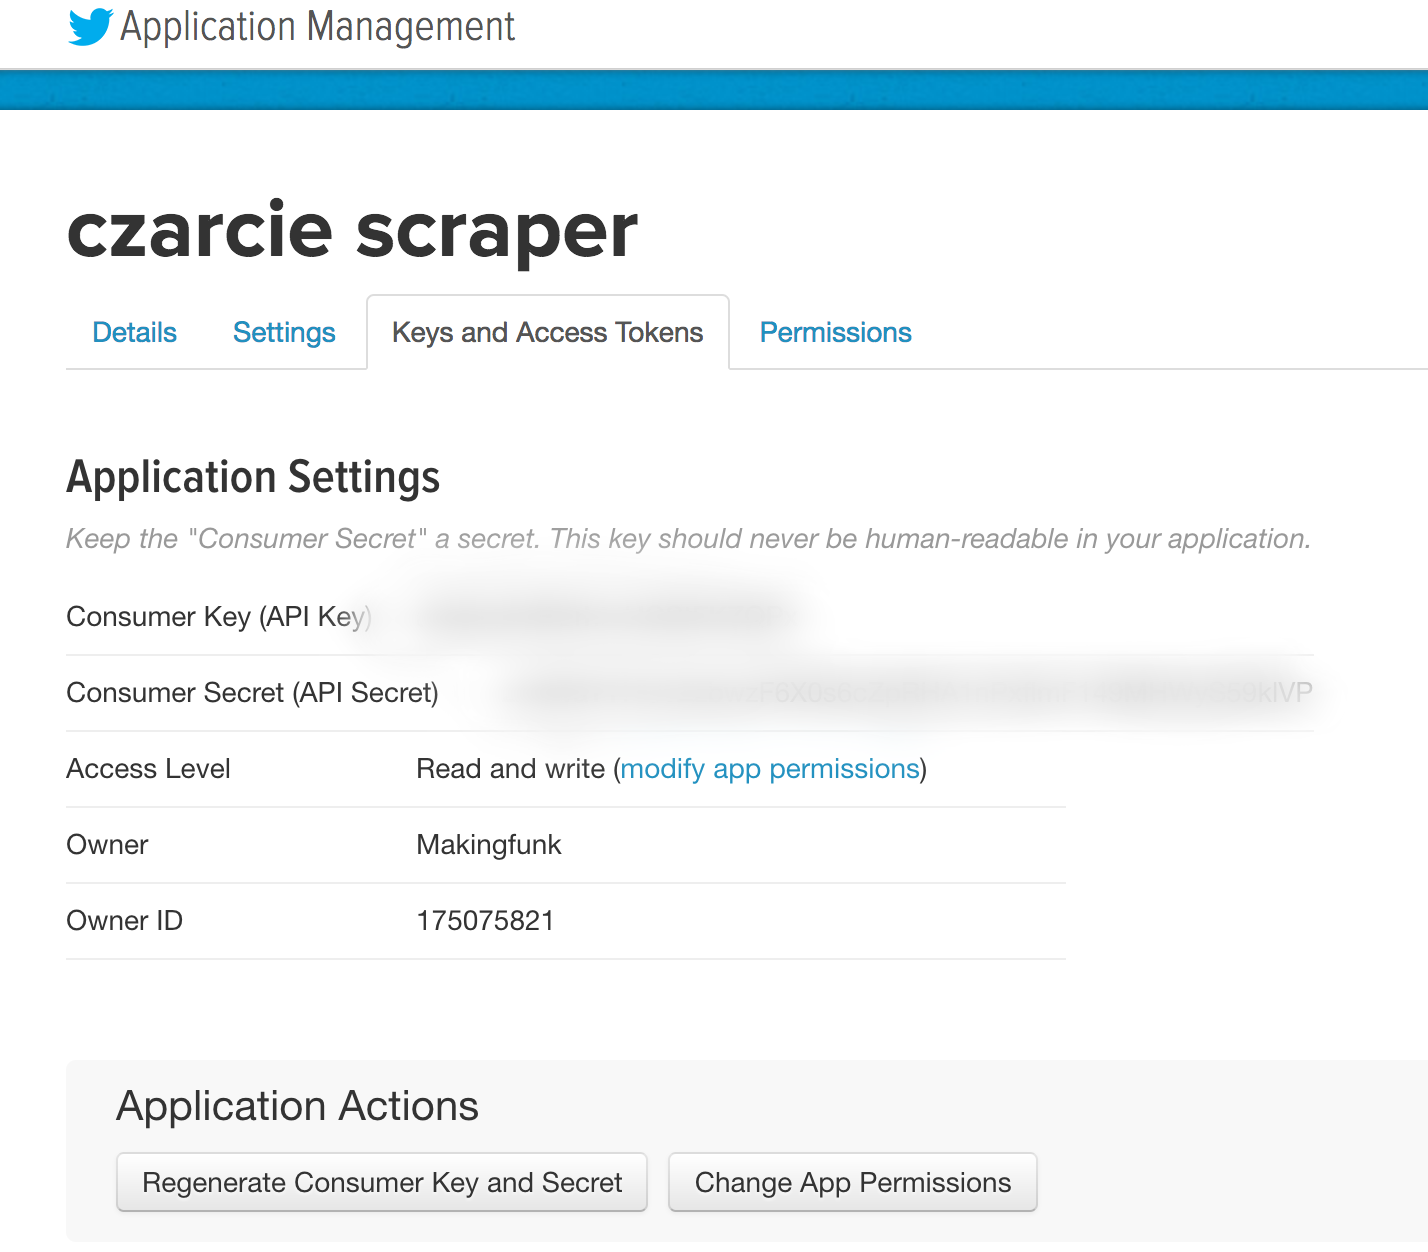 Application Management
czarcie scraper
Details Settings Keys and Access Tokens Permissions
Application Settings
Keep the "Consumer Secret" a secret. This key should never be human-readable in your application.
Consumer Key (API Key)
Consumer Secret (API Secret)
Access Level Read and write (modify app permissions)
Owner Makingfunk
Owner ID 175075821
Application Actions
Regenerate Consumer Key and Secret Change App Permissions